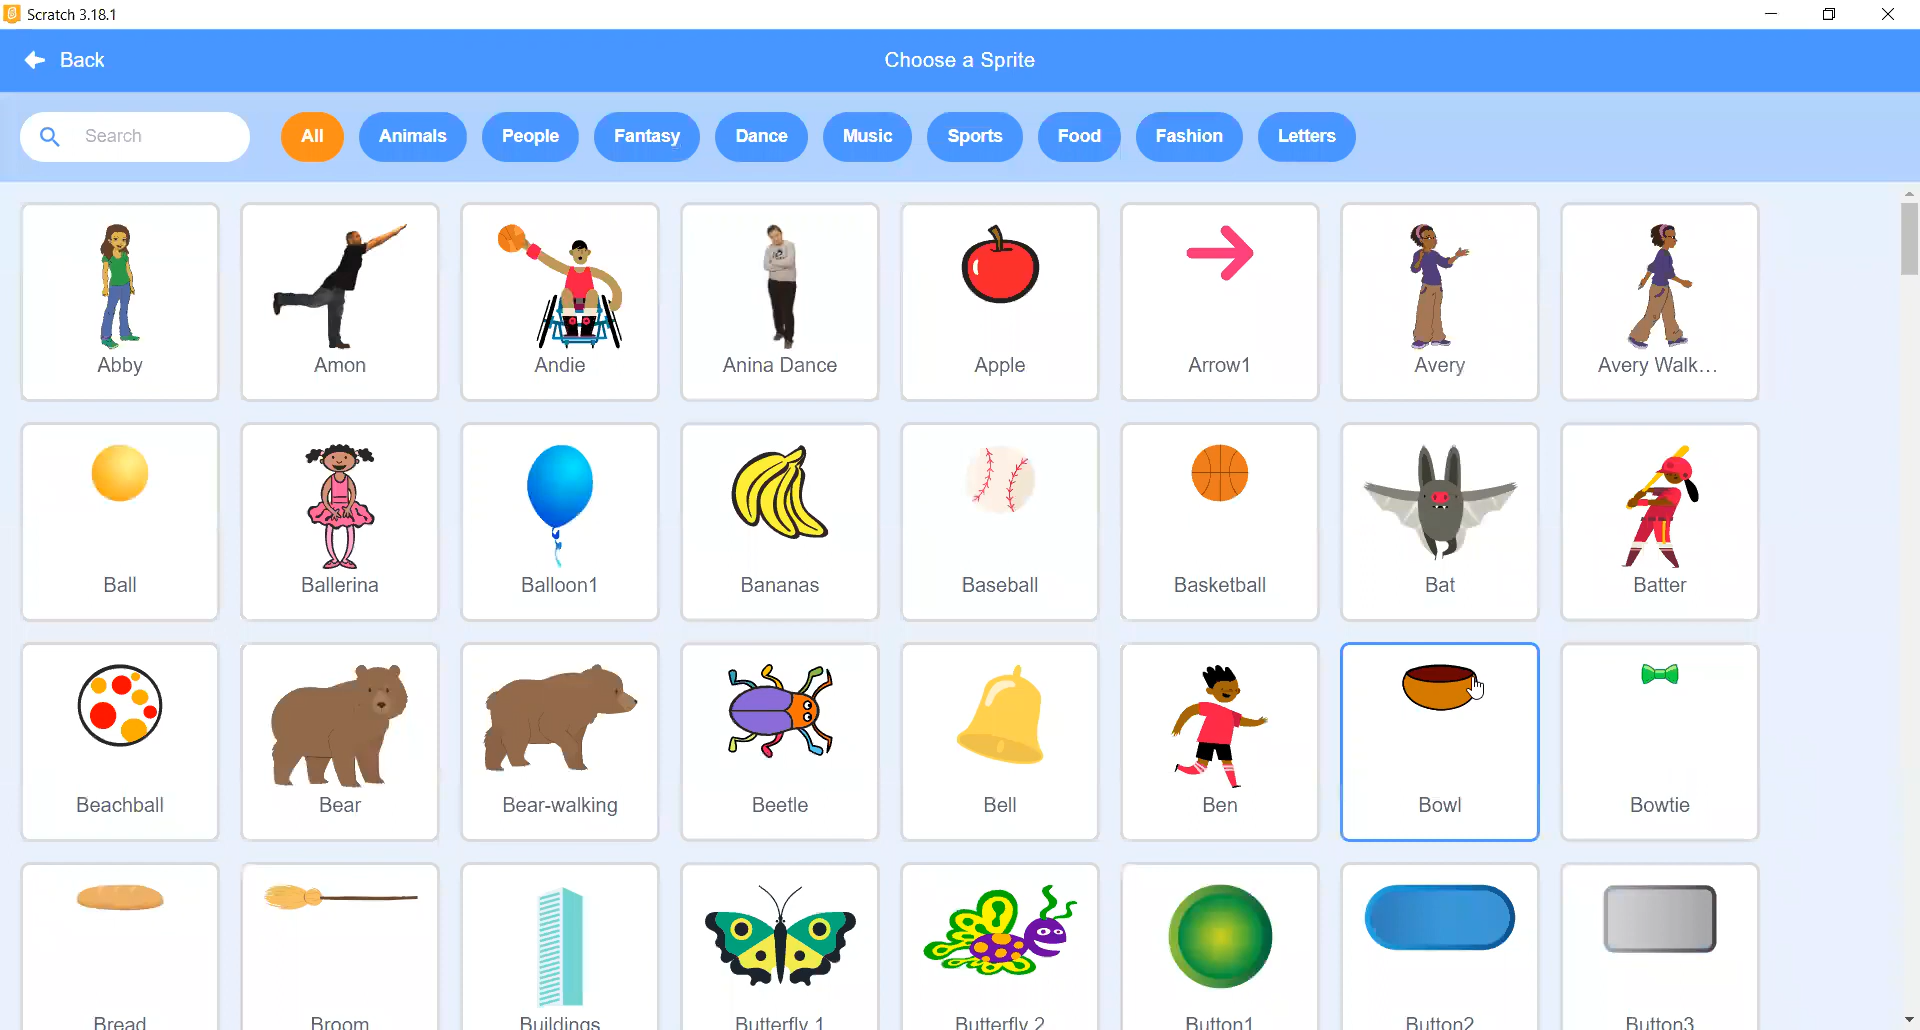 Scratch 3.18.1
Back
Choose a Sprite
Search
All
Animals
People
Fantasy
Dance
Music
Sports
Food
Fashion
Letters
Abby
Amon
Andie
Anina Dance
Apple
Arrow1
Avery
Avery Walk...
Ball
Ballerina
Balloon1
Bananas
Baseball
Basketball
Bat
Batter
Beachball
Bear
Bear-walking
Beetle
Bell
Ben
Bowl
Bowtie
Bread
Broom
Buildings
Butterfly 1
Butterfly 2
Button1
Button2
Button3